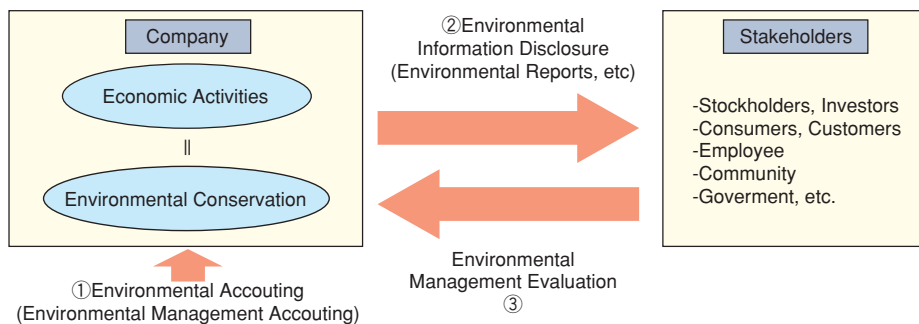 Company
Economic Activities
॥
Environmental Conservation
①Environmental Accouting
(Environmental Management Accouting)
②Environmental
Information Disclosure
(Environmental Reports, etc)
Environmental
Management Evaluation
③
Stakeholders
-Stockholders, Investors
-Consumers, Customers
-Employee
-Community
-Goverment, etc.